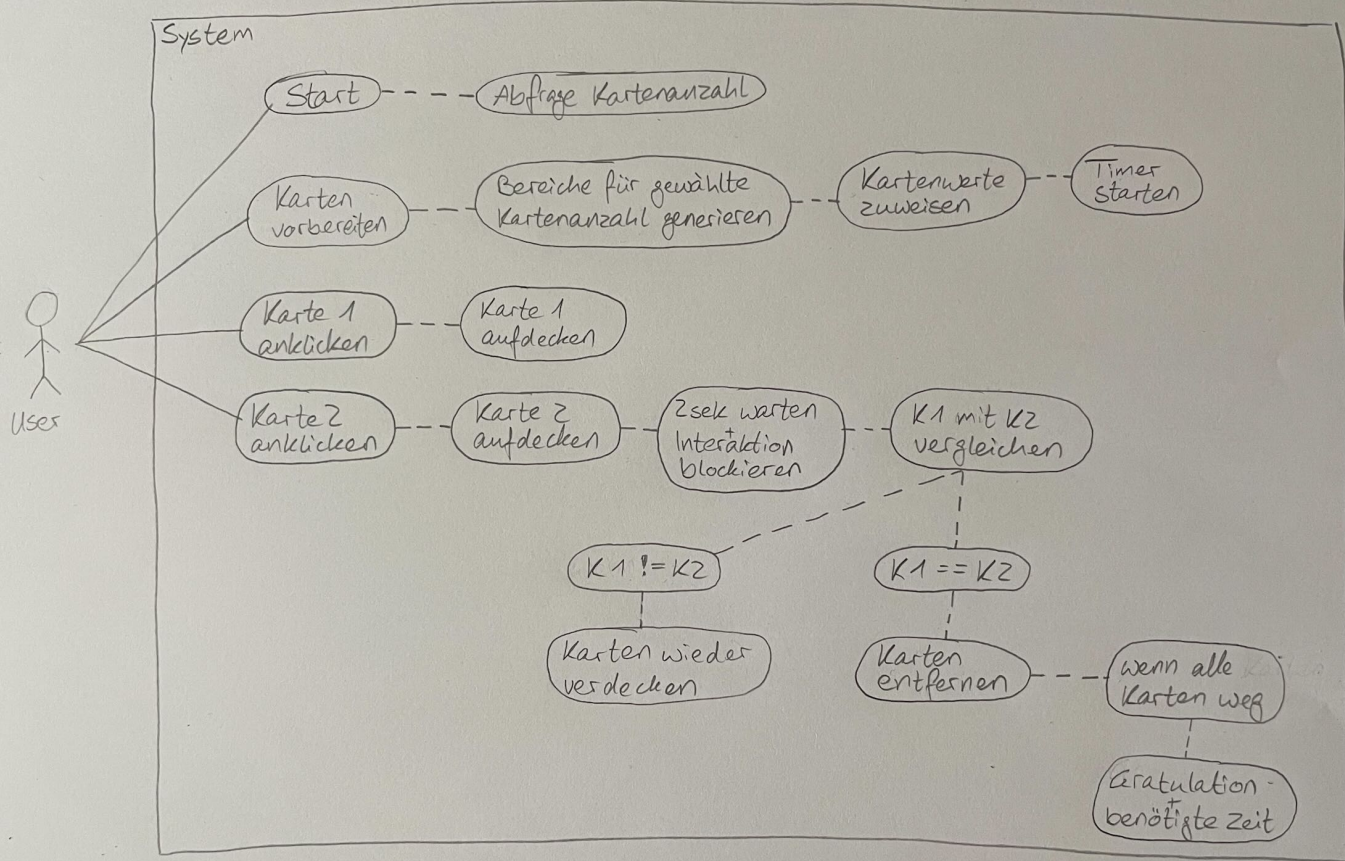 System
Start
Abfrage Kartenanzahl
Karten
vorbereiten
Bereiche für gewählte
Kartenanzahl generieren
Kartenwerte
zuweisen
Timer
starten
Karte 1
anklicken
Karte 1
aufdecken
User
Karte 2
anklicken
Karte 2
aufdecken
2sek warten
+
Interaktion
blockieren
K1 mit K2
vergleichen
K1 != K2
K1 == K2
Karten wieder
verdecken
Karten
entfernen
wenn alle
Karten weg
Gratulation
+
benötigte Zeit